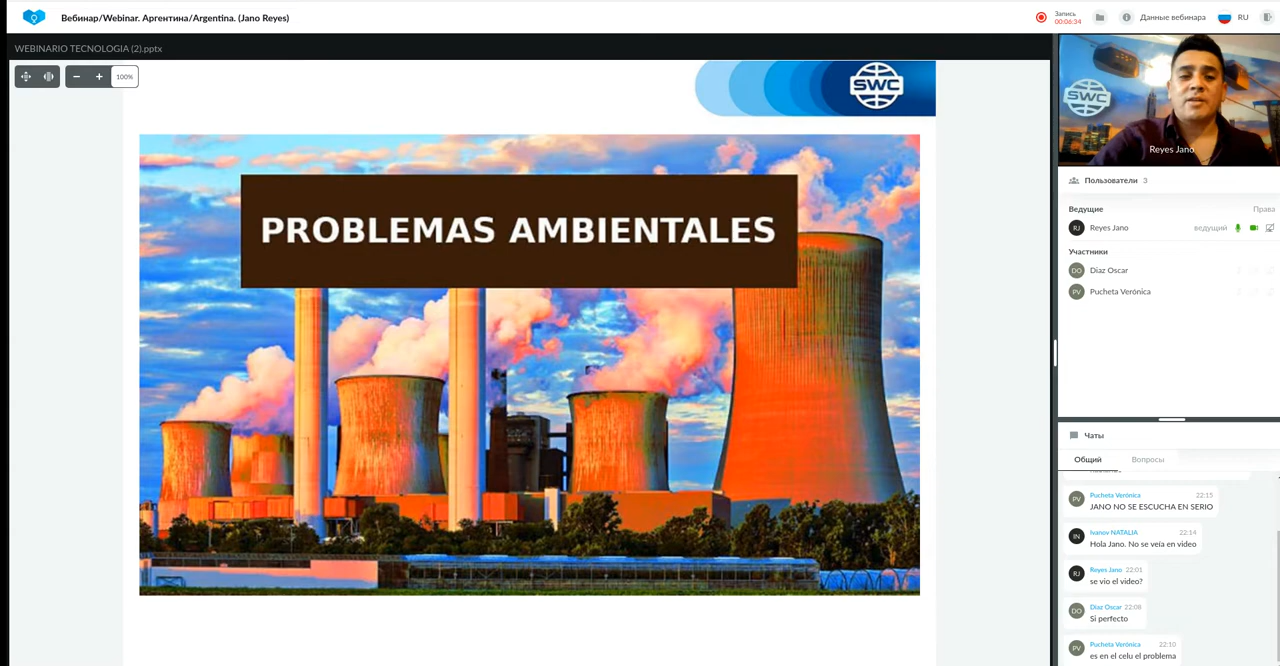 Вебинар/Webinar. Аргентина/Argentina. (Jano Reyes)
Запись
00:06:34
Данные вебинара
RU
WEBINARIO TECNOLOGIA (2).pptx
100%
SWC
PROBLEMAS AMBIENTALES
SWC
Reyes Jano
Пользователи 3
Ведущие Права
RJ Reyes Jano ведущий
Участники
DO Diaz Oscar
PV Pucheta Verónica
Чаты
Общий Вопросы
PV Pucheta Verónica 22:15
JANO NO SE ESCUCHA EN SERIO
IN Ivanov NATALIA 22:14
Hola Jano. No se veía en video
RJ Reyes Jano 22:01
se vio el video?
DO Diaz Oscar 22:08
Si perfecto
PV Pucheta Verónica 22:10
es en el celu el problema